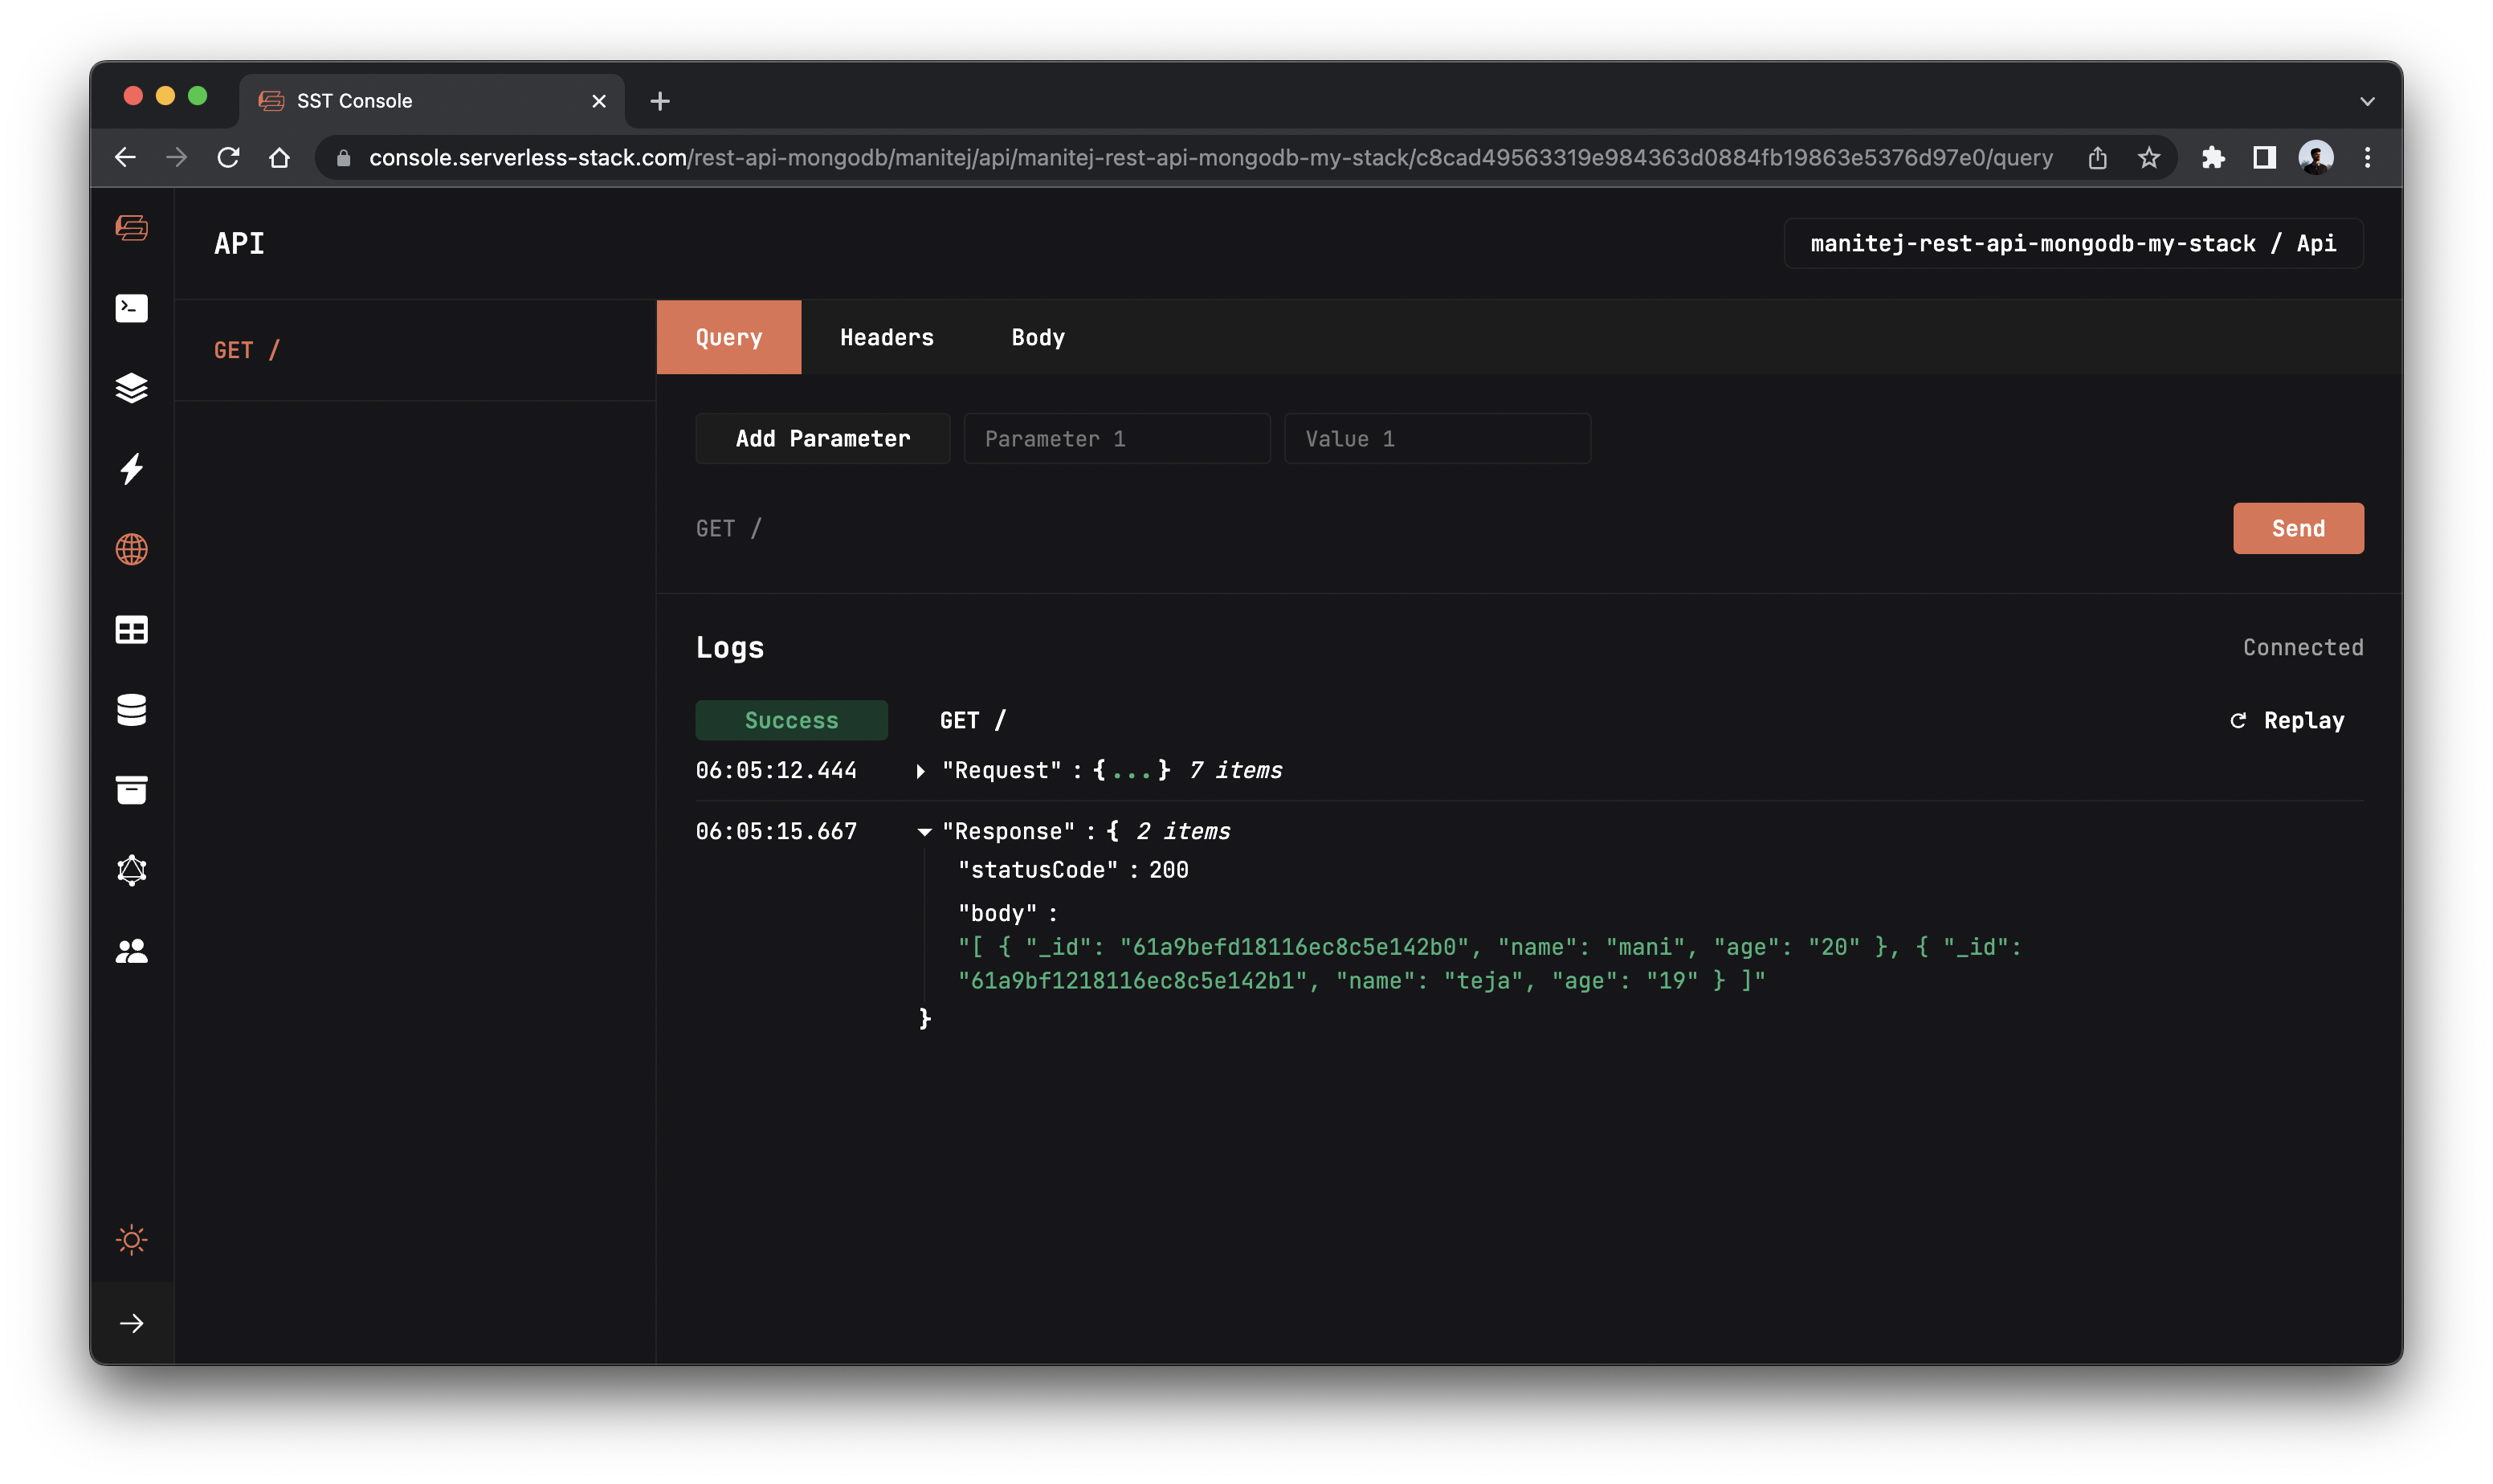 SST Console
console.serverless-stack.com/rest-api-mongodb/manitej/api/manitej-rest-api-mongodb-my-stack/c8cad49563319e984363d0884fb19863e5376d97e0/query
API
manitej-rest-api-mongodb-my-stack / Api
GET /
Query Headers Body
Add Parameter Parameter 1 Value 1
GET / Send
Logs Connected
Success GET / Replay
06:05:12.444 "Request" : {...} 7 items
06:05:15.667 "Response" : { 2 items
"statusCode" : 200
"body" :
"[ { "_id": "61a9befd18116ec8c5e142b0", "name": "mani", "age": "20" }, { "_id":
"61a9bf1218116ec8c5e142b1", "name": "teja", "age": "19" } ]"
}